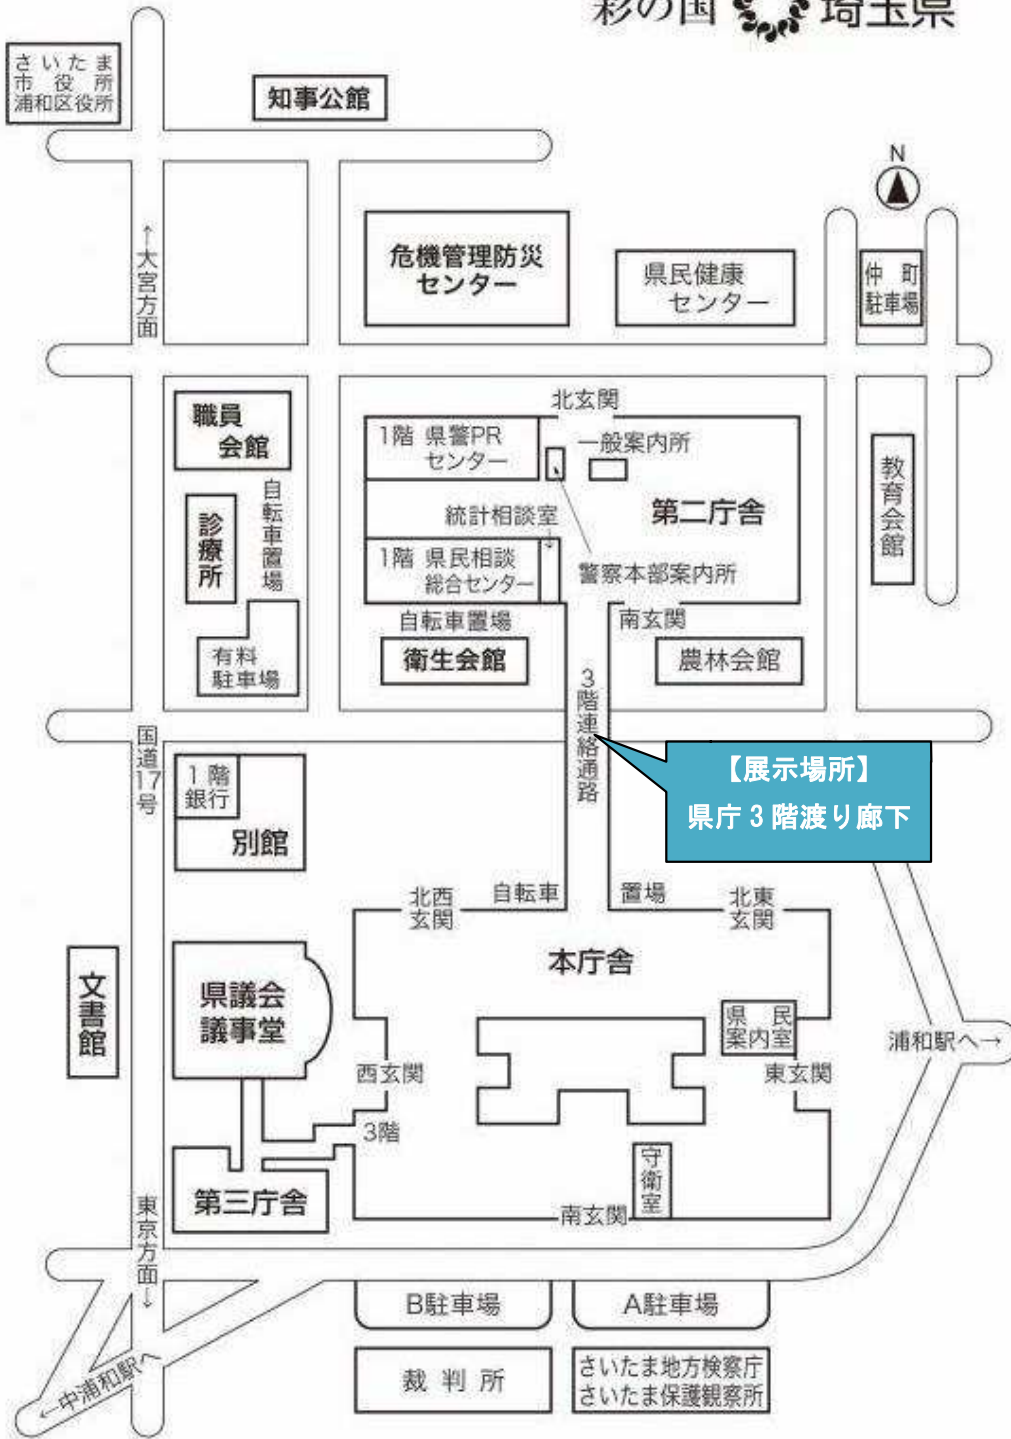 彩の国 埼玉県
さいたま
市役所
浦和区役所
知事公館
N
↑大宮方面
危機管理防災
センター
県民健康
センター
仲町
駐車場
職員
会館
北玄関
1階 県警PR
センター
一般案内所
自転車置場
診療所
統計相談室
↓
第二庁舎
教育会館
1階 県民相談
総合センター
警察本部案内所
自転車置場
南玄関
有料
駐車場
衛生会館
農林会館
3階連絡通路
国道17号
【展示場所】
県庁3階渡り廊下
1階
銀行
別館
北西
玄関
自転車
置場
北東
玄関
本庁舎
文書館
県議会
議事堂
県民
案内室
浦和駅へ→
西玄関
東玄関
3階
守衛室
第三庁舎
南玄関
東京方面↓
B駐車場
A駐車場
←中浦和駅へ
裁判所
さいたま地方検察庁
さいたま保護観察所